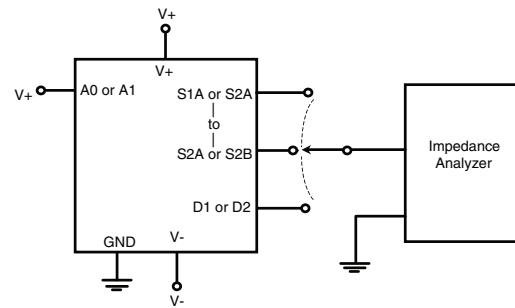 V+
V+
V+
A0 or A1
S1A or S2A
to
S2A or S2B
D1 or D2
GND
V-
V-
Impedance
Analyzer